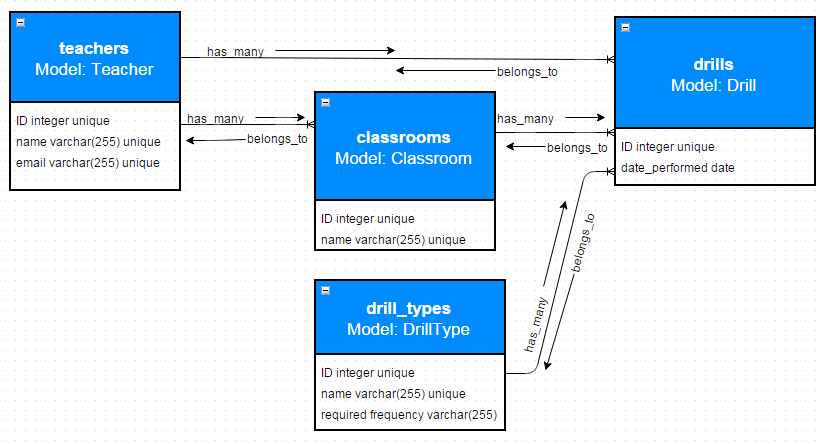 teachers
Model: Teacher
ID integer unique
name varchar(255) unique
email varchar(255) unique
has_many
belongs_to
has_many
belongs_to
classrooms
Model: Classroom
ID integer unique
name varchar(255) unique
has_many
belongs_to
drills
Model: Drill
ID integer unique
date_performed date
drill_types
Model: DrillType
ID integer unique
name varchar(255) unique
required frequency varchar(255)
has_many
belongs_to